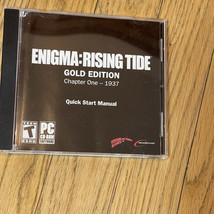 ENIGMA:RISING TIDE
GOLD EDITION
Chapter One – 1937
Quick Start Manual
T
PC
CD-ROM